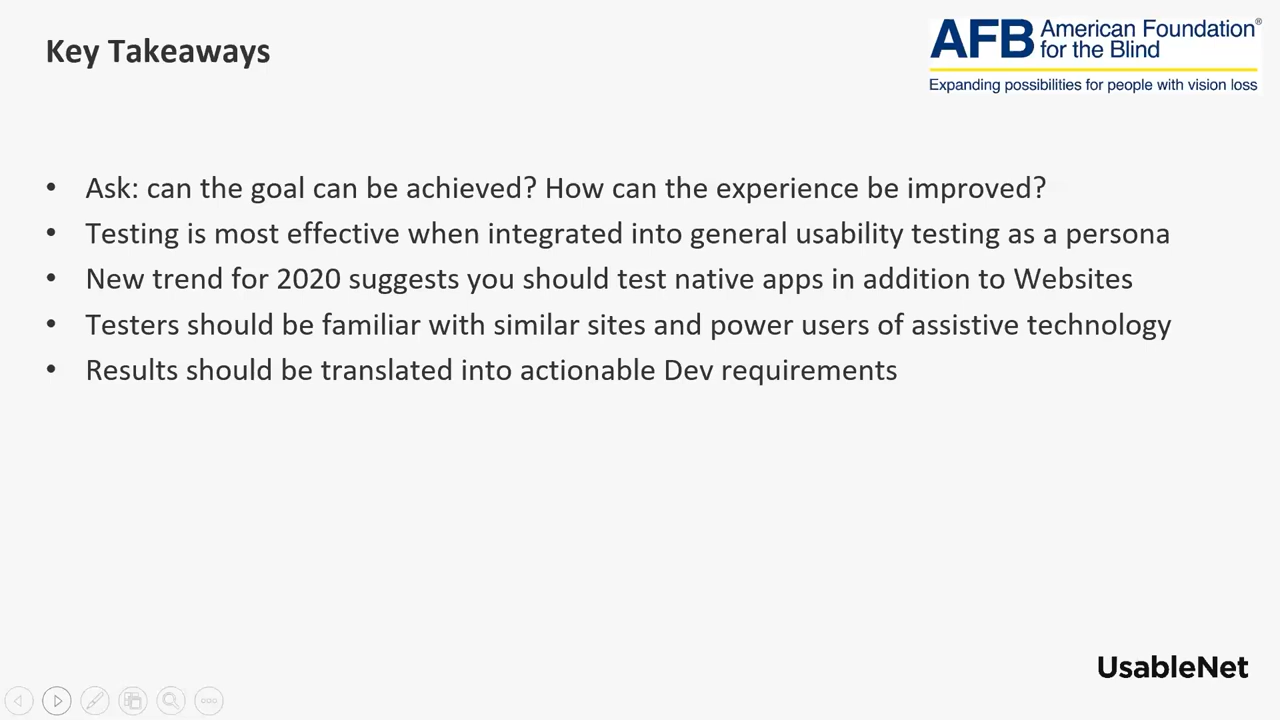 Key Takeaways
AFB American Foundation® for the Blind
Expanding possibilities for people with vision loss
• Ask: can the goal can be achieved? How can the experience be improved?
• Testing is most effective when integrated into general usability testing as a persona
• New trend for 2020 suggests you should test native apps in addition to Websites
• Testers should be familiar with similar sites and power users of assistive technology
• Results should be translated into actionable Dev requirements
UsableNet